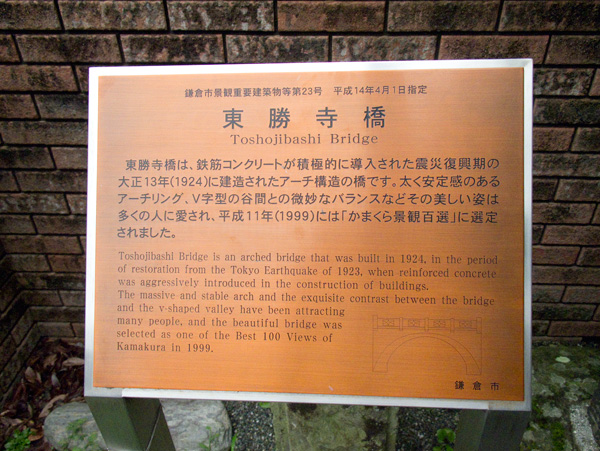 鎌倉市景観重要建築物等第23号　平成14年4月1日指定
東勝寺橋
Toshojibashi Bridge
東勝寺橋は、鉄筋コンクリートが積極的に導入された震災復興期の
大正13年(1924)に建造されたアーチ構造の橋です。太く安定感のある
アーチリング、V字型の谷間との微妙なバランスなどその美しい姿は
多くの人に愛され、平成11年(1999)には「かまくら景観百選」に選定
されました。
Toshojibashi Bridge is an arched bridge that was built in 1924, in the period
of restoration from the Tokyo Earthquake of 1923, when reinforced concrete
was aggressively introduced in the construction of buildings.
The massive and stable arch and the exquisite contrast between the bridge
and the v-shaped valley have been attracting
many people, and the beautiful bridge was
selected as one of the Best 100 Views of
Kamakura in 1999.
鎌倉市